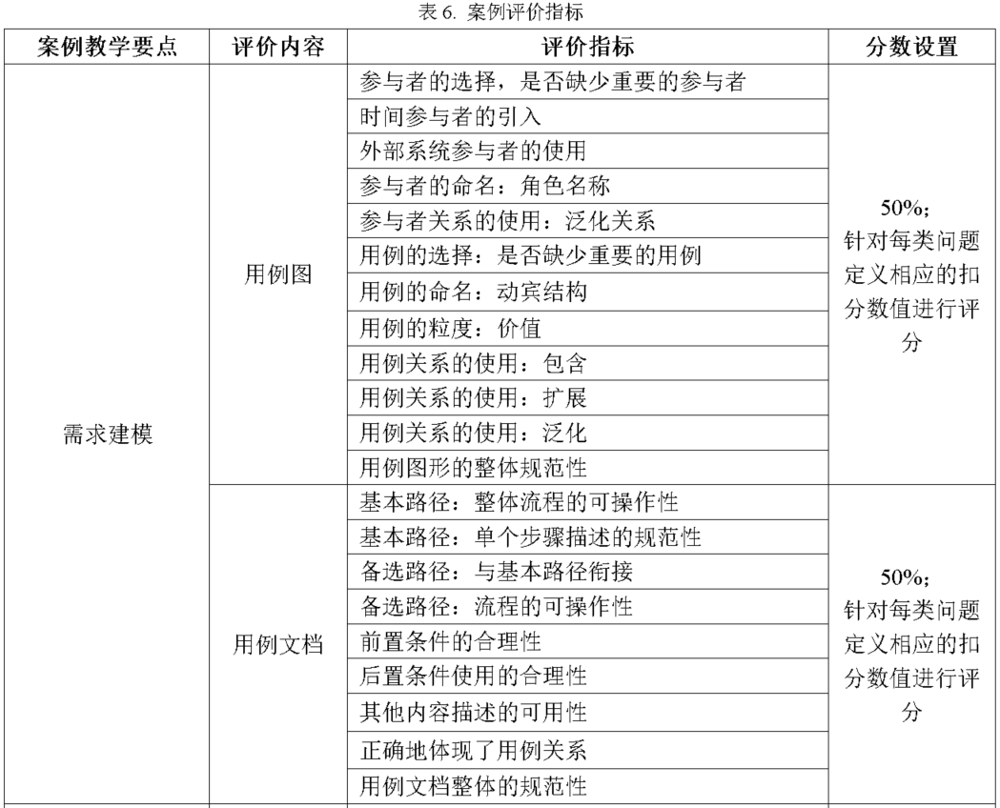 表 6. 案例评价指标
案例教学要点 评价内容 评价指标 分数设置
需求建模
用例图
参与者的选择，是否缺少重要的参与者
时间参与者的引入
外部系统参与者的使用
参与者的命名：角色名称
参与者关系的使用：泛化关系
用例的选择：是否缺少重要的用例
用例的命名：动宾结构
用例的粒度：价值
用例关系的使用：包含
用例关系的使用：扩展
用例关系的使用：泛化
用例图形的整体规范性
50%;
针对每类问题
定义相应的扣
分数值进行评
分
用例文档
基本路径：整体流程的可操作性
基本路径：单个步骤描述的规范性
备选路径：与基本路径衔接
备选路径：流程的可操作性
前置条件的合理性
后置条件使用的合理性
其他内容描述的可用性
正确地体现了用例关系
用例文档整体的规范性
50%;
针对每类问题
定义相应的扣
分数值进行评
分